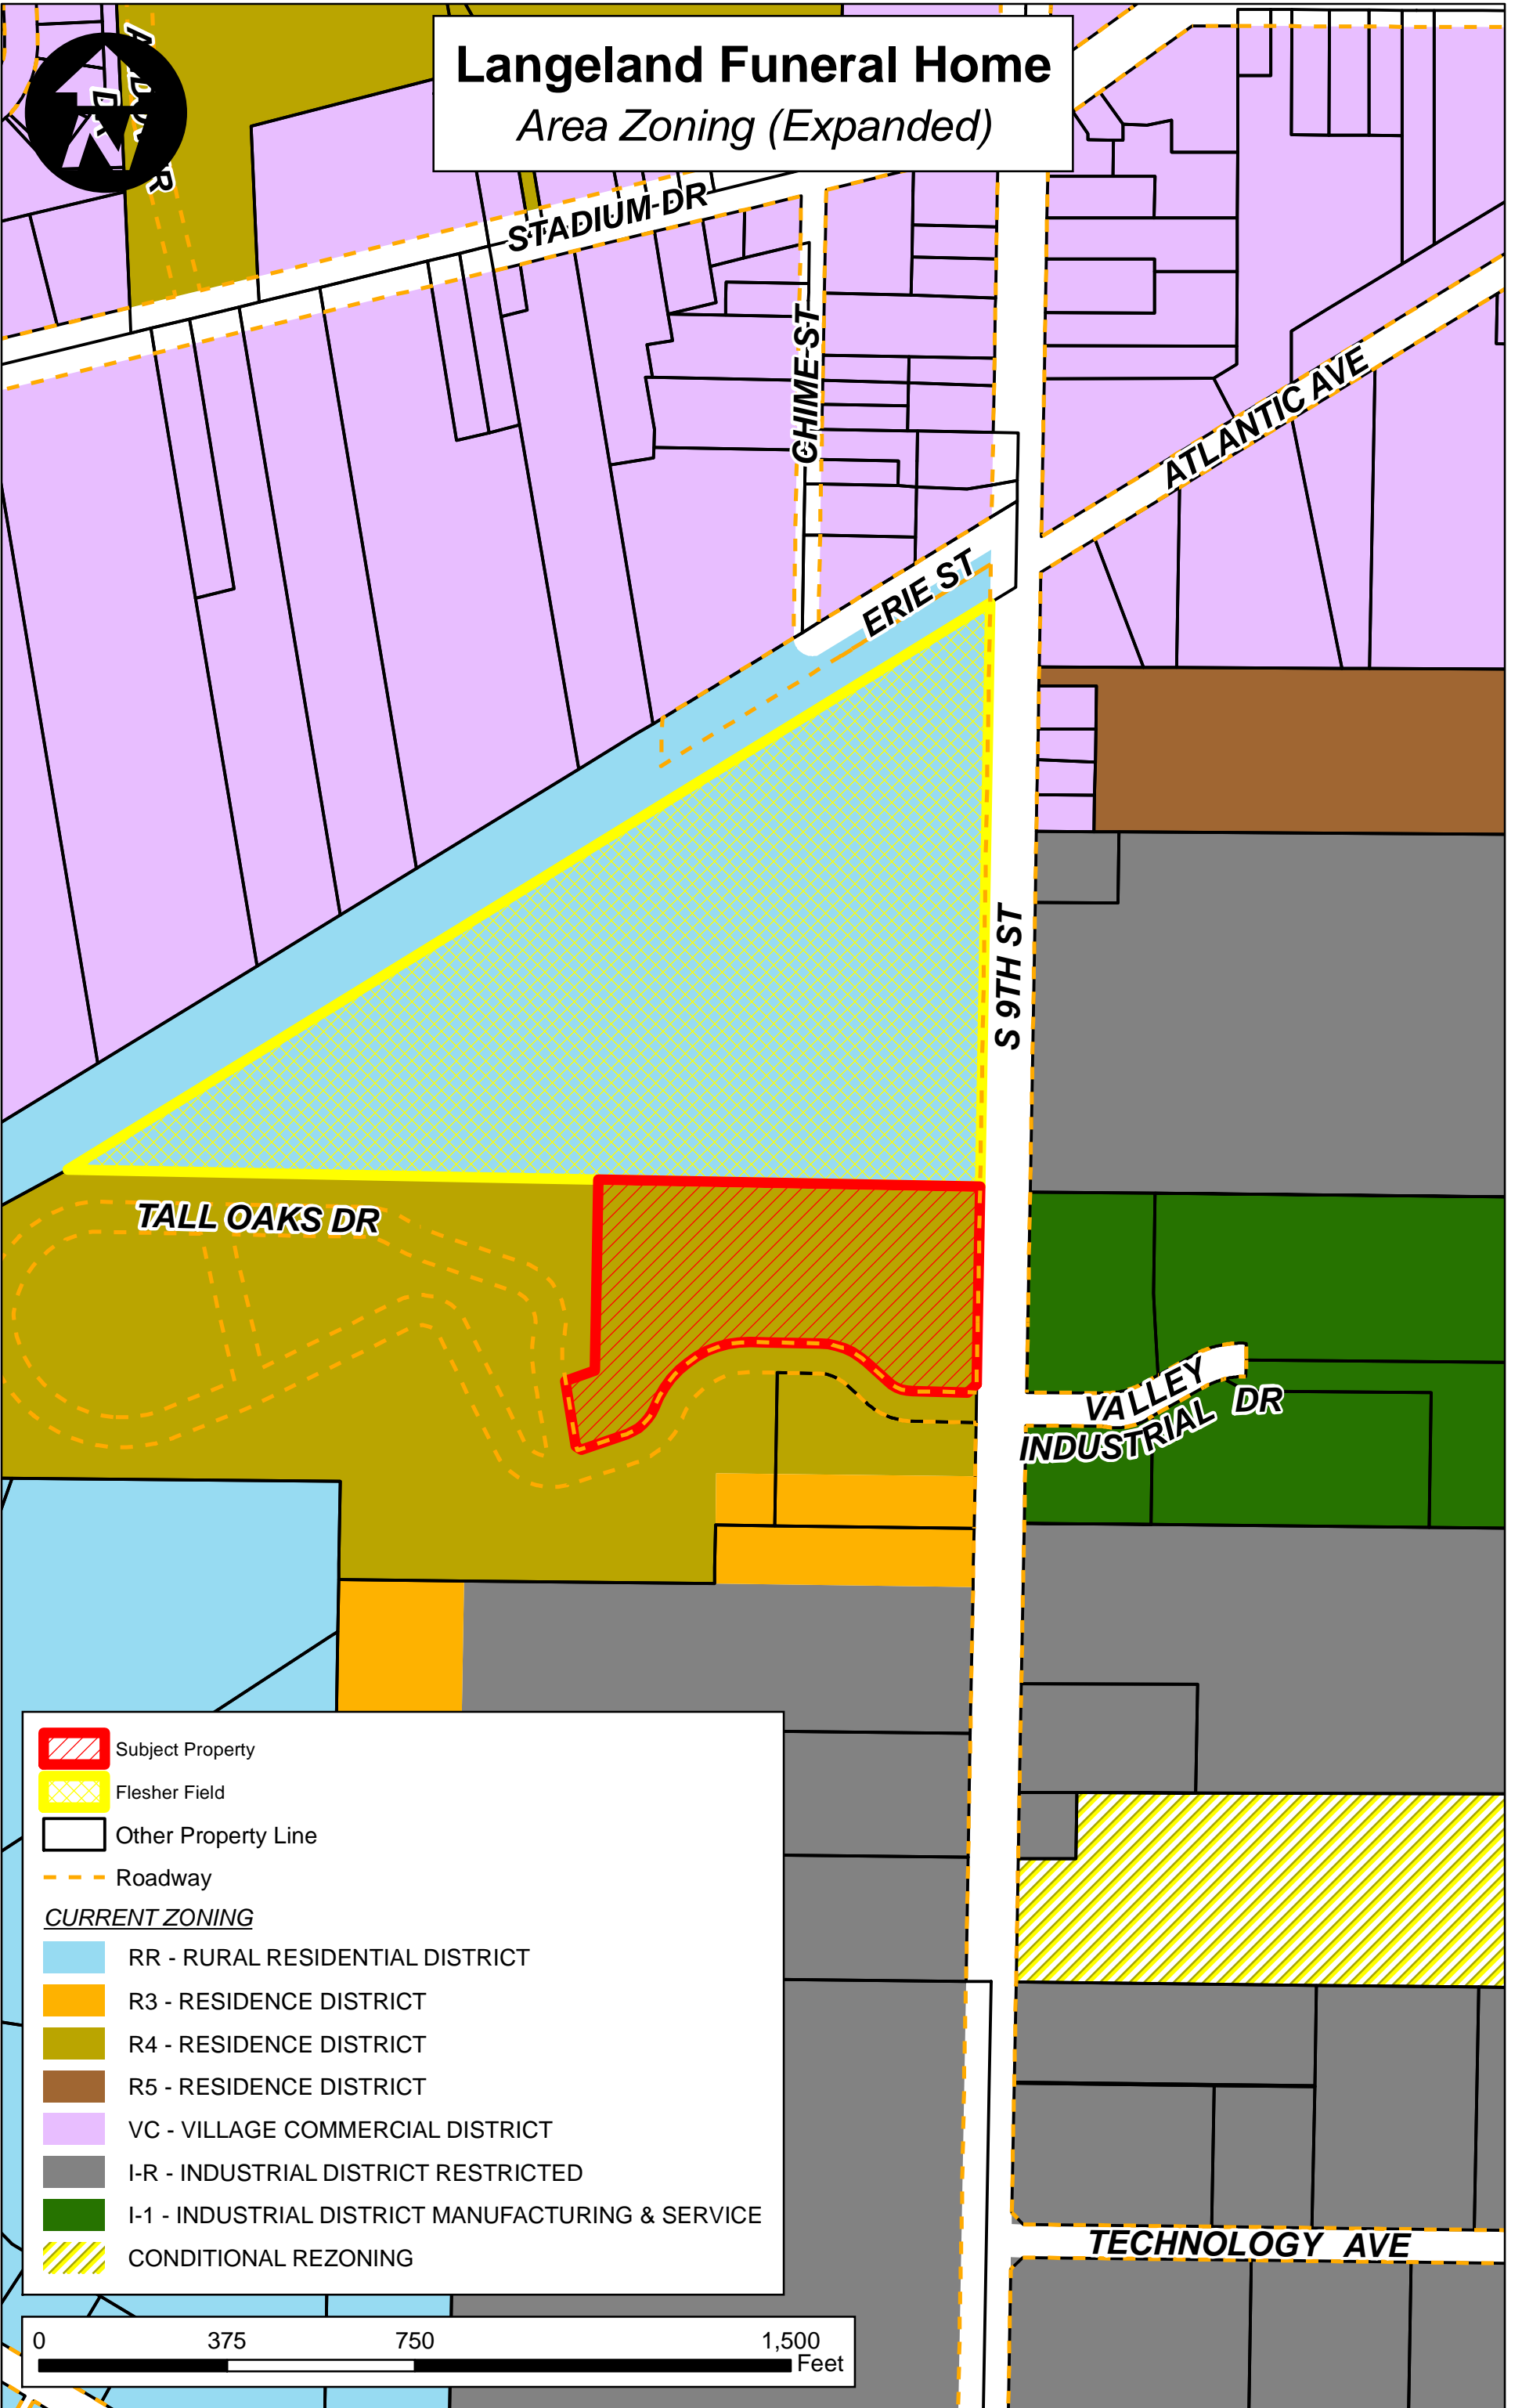 Langeland Funeral Home
Area Zoning (Expanded)
STADIUM DR
CHIME ST
ATLANTIC AVE
ERIE ST
S 9TH ST
TALL OAKS DR
VALLEY
INDUSTRIAL DR
Subject Property
Flesher Field
Other Property Line
Roadway
CURRENT ZONING
RR - RURAL RESIDENTIAL DISTRICT
R3 - RESIDENCE DISTRICT
R4 - RESIDENCE DISTRICT
R5 - RESIDENCE DISTRICT
VC - VILLAGE COMMERCIAL DISTRICT
I-R - INDUSTRIAL DISTRICT RESTRICTED
I-1 - INDUSTRIAL DISTRICT MANUFACTURING & SERVICE
CONDITIONAL REZONING
TECHNOLOGY AVE
0 375 750 1,500
Feet